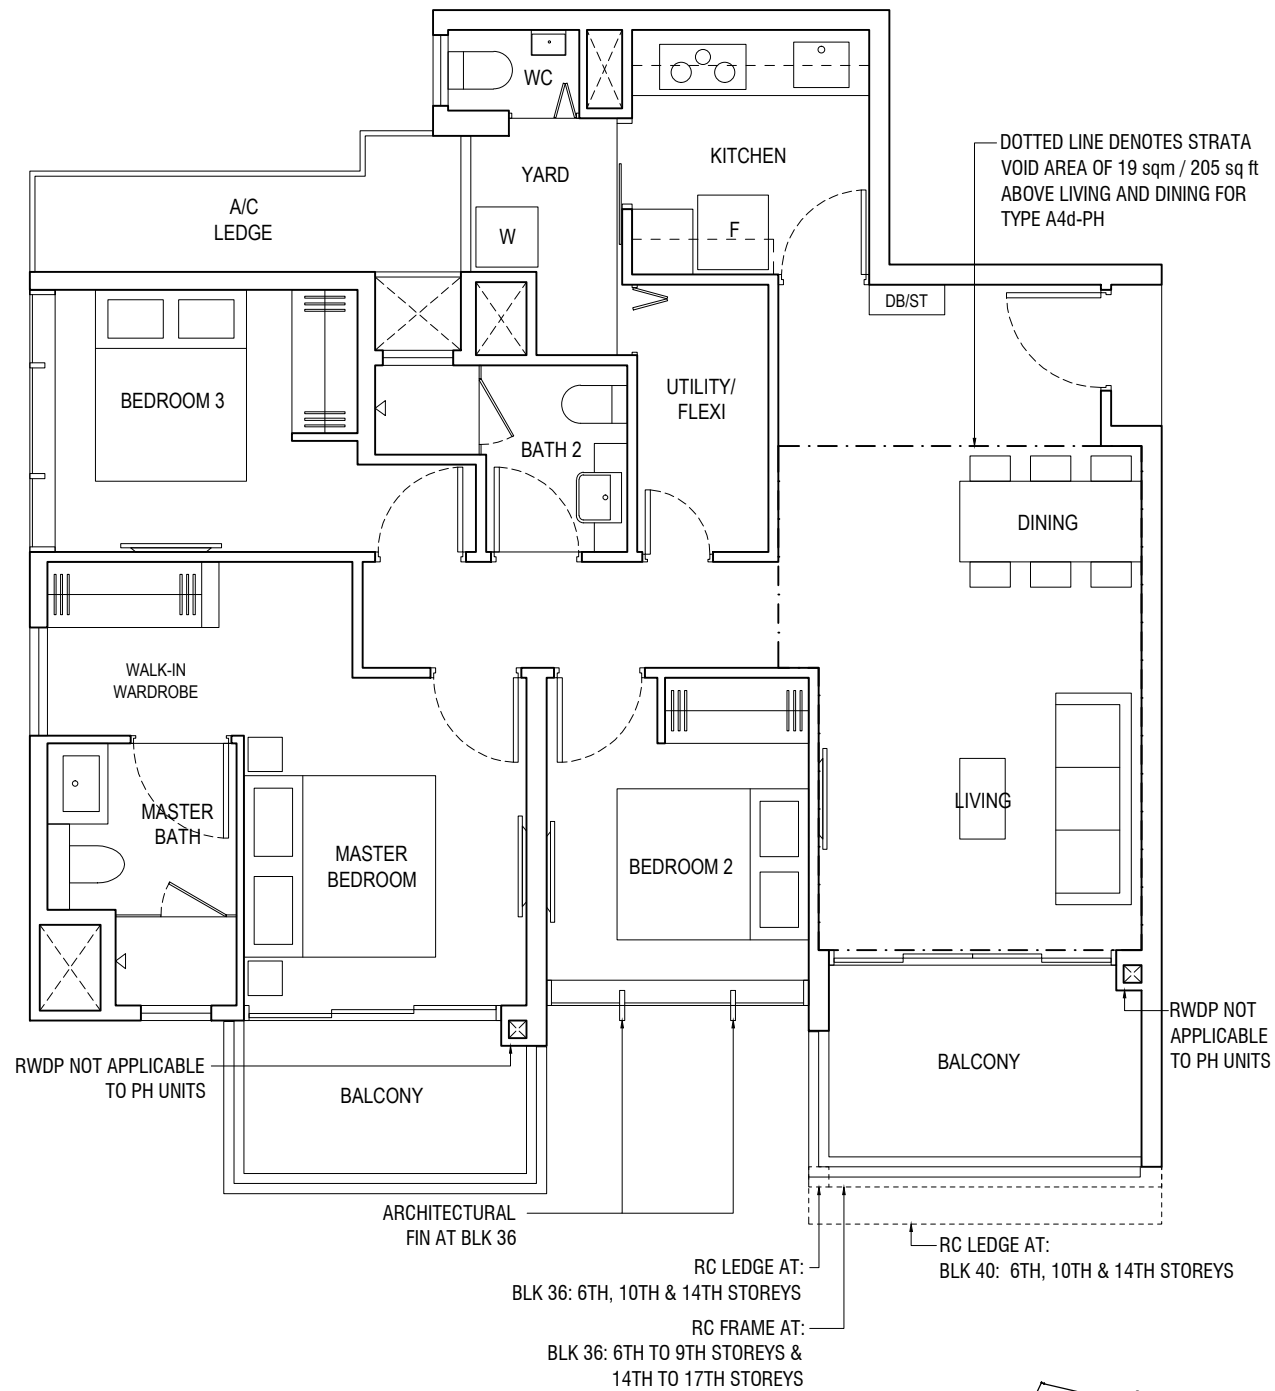 WC
KITCHEN
DOTTED LINE DENOTES STRATA
VOID AREA OF 19 sqm / 205 sq ft
ABOVE LIVING AND DINING FOR
TYPE A4d-PH
YARD
A/C
LEDGE
W
F
DB/ST
BEDROOM 3
UTILITY/
FLEXI
BATH 2
DINING
WALK-IN
WARDROBE
MASTER
BATH
LIVING
MASTER
BEDROOM
BEDROOM 2
RWDP NOT
APPLICABLE
TO PH UNITS
RWDP NOT APPLICABLE
TO PH UNITS
BALCONY
BALCONY
ARCHITECTURAL
FIN AT BLK 36
RC LEDGE AT:
BLK 40: 6TH, 10TH & 14TH STOREYS
RC LEDGE AT:
BLK 36: 6TH, 10TH & 14TH STOREYS
RC FRAME AT:
BLK 36: 6TH TO 9TH STOREYS &
14TH TO 17TH STOREYS